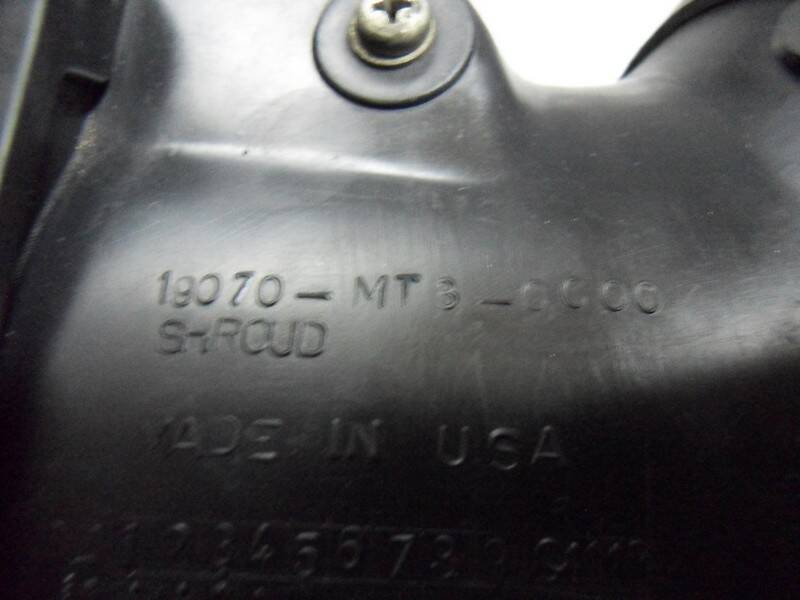 19070-MT8-0000
SHROUD
MADE IN USA
1 2 3 4 5 6 7 8 9